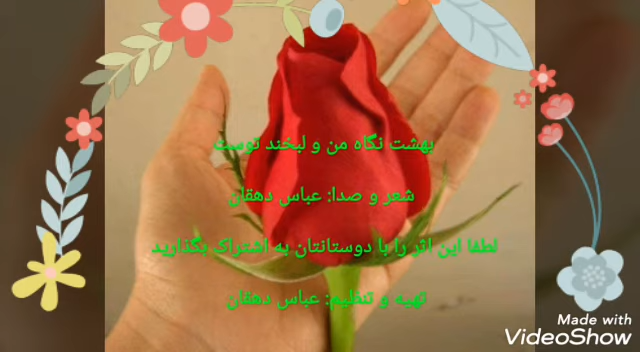 بهشت نگاه من و لبخند توست
شعر و صدا: عباس دهقان
لطفا این اثر را با دوستانتان به اشتراک بگذارید
تهیه و تنظیم: عباس دهقان
Made with
VideoShow